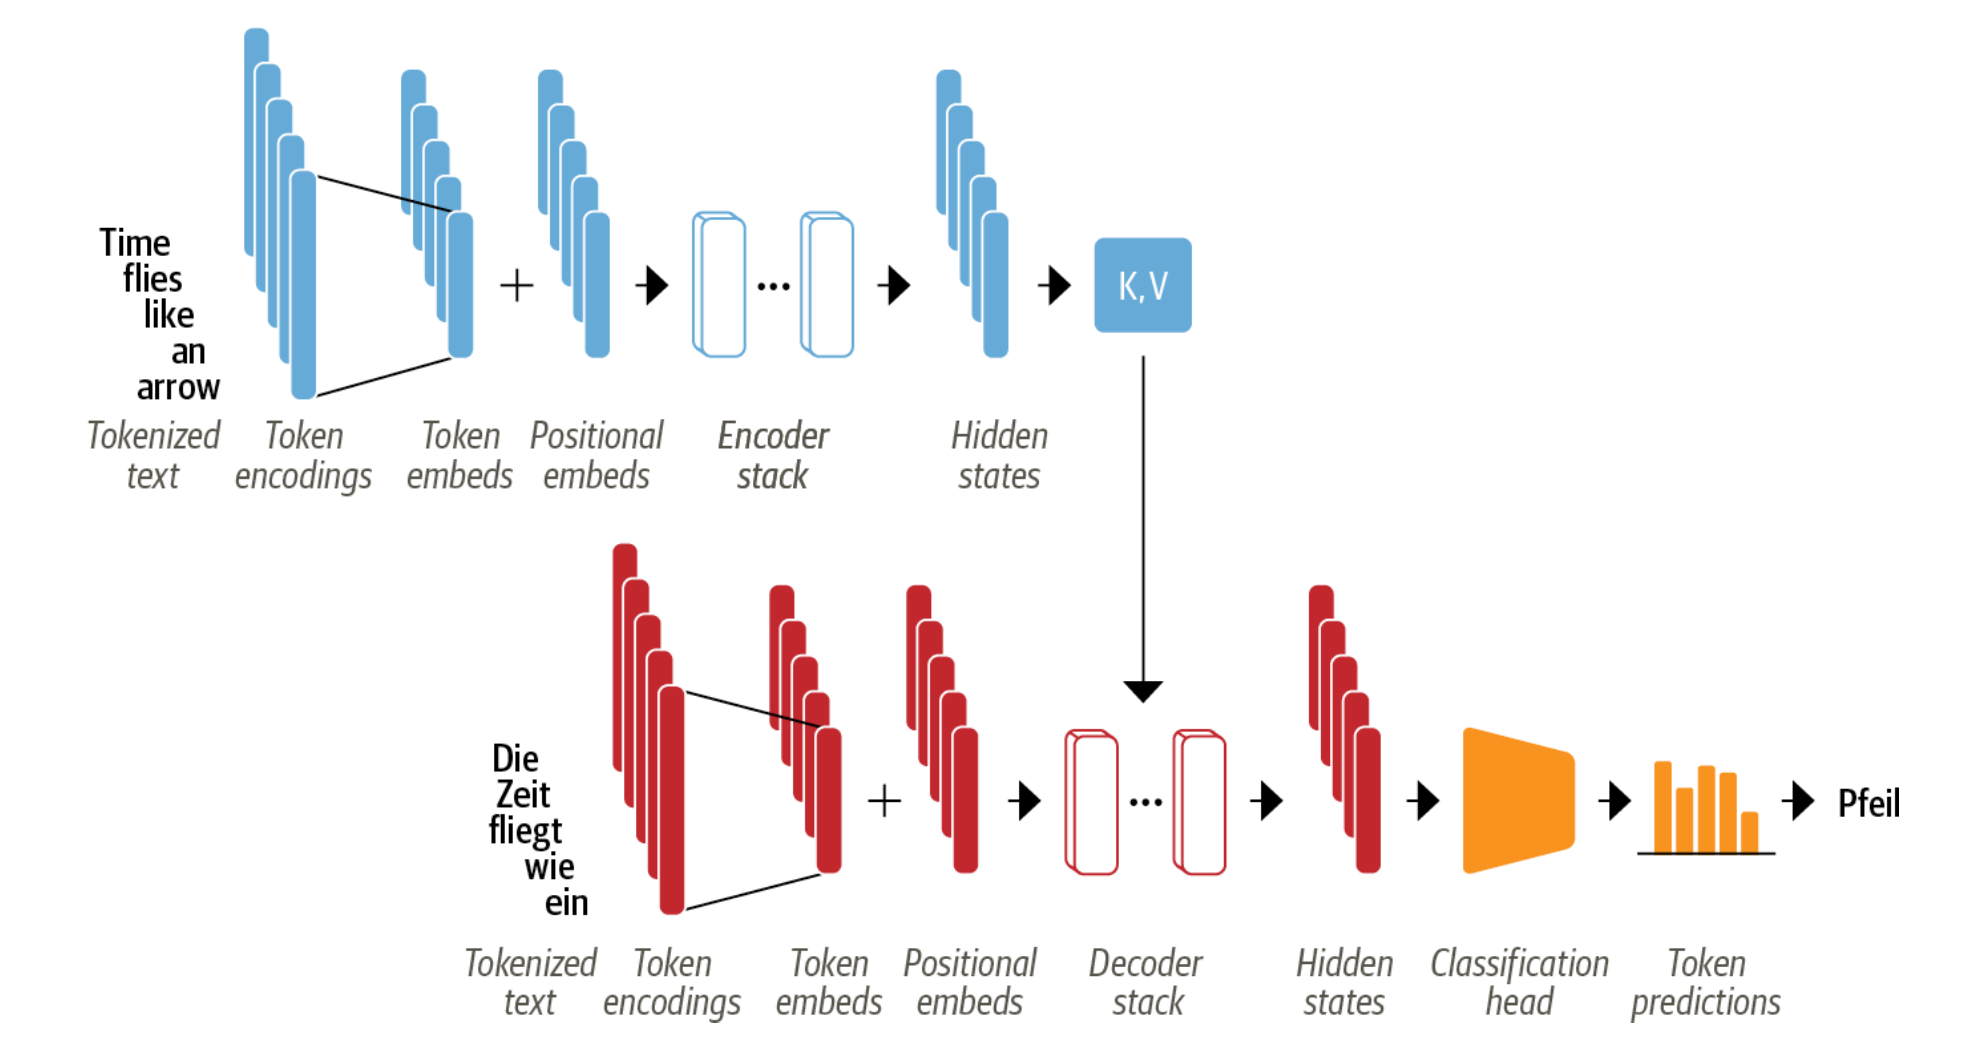 Time
flies
like
an
arrow
Tokenized text
Token encodings
Token embeds
+
Positional embeds
...
Encoder stack
Hidden states
K, V
Die
Zeit
fliegt
wie
ein
Tokenized text
Token encodings
Token embeds
+
Positional embeds
...
Decoder stack
Hidden states
Classification head
Token predictions
Pfeil